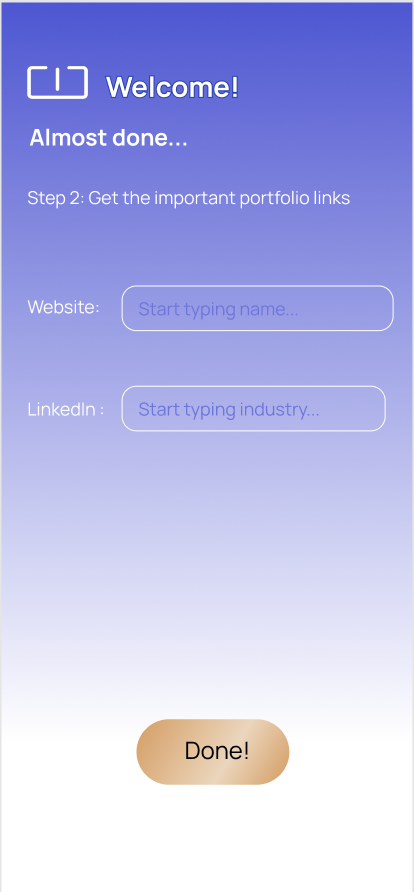 Welcome!
Almost done...
Step 2: Get the important portfolio links
Website: Start typing name...
LinkedIn : Start typing industry...
Done!